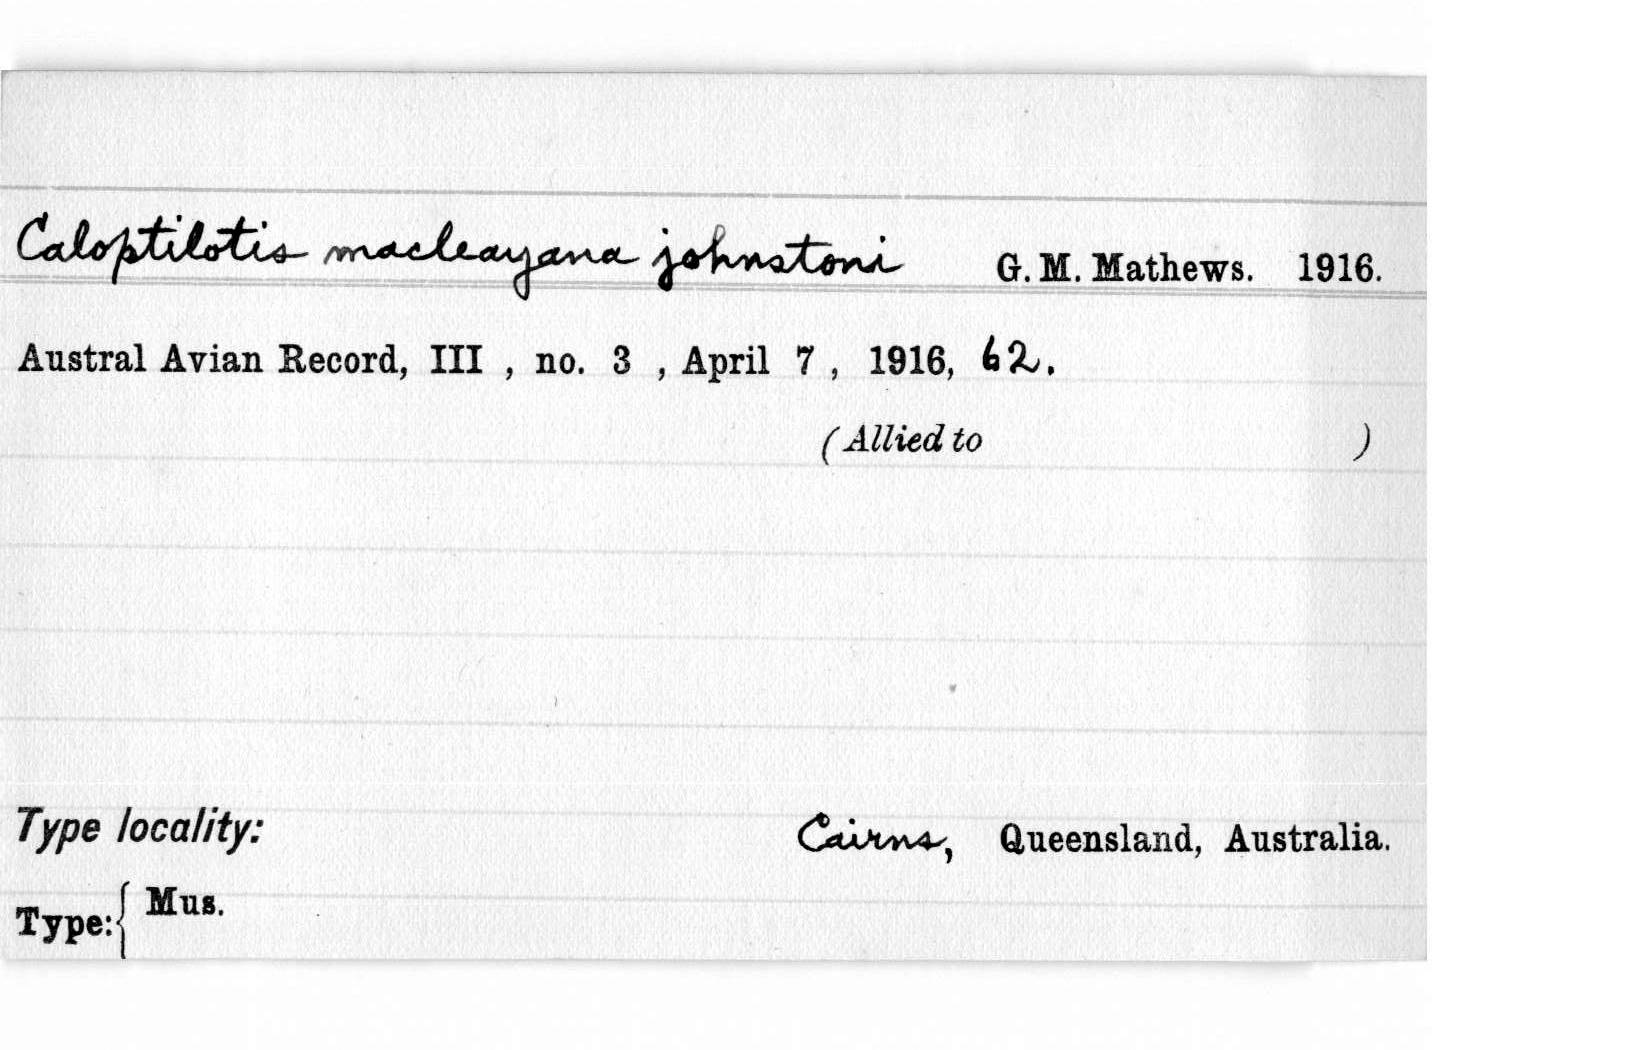 Caloptilotis macleayana johnstoni G. M. Mathews. 1916.
Austral Avian Record, III , no. 3 , April 7 , 1916, 62.
(Allied to )
Type locality: Cairns, Queensland, Australia.
Type: { Mus.